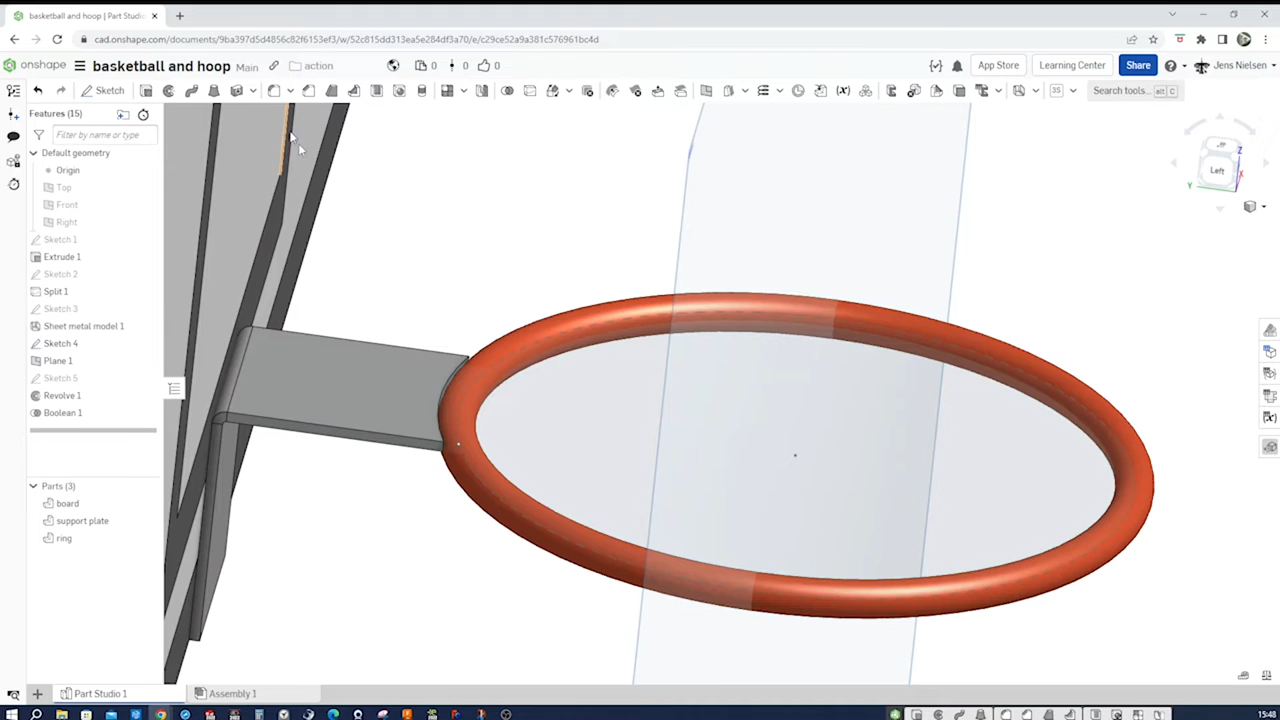 basketball and hoop | Part Studio
cad.onshape.com/documents/9ba397d5d4856c82f6153ef3/w/52c815dd313ea5e284df3a70/e/c29ce52a9a381c576961bc4d
onshape
basketball and hoop
Main
action
0
0
0
App Store
Learning Center
Share
Jens Nielsen
Sketch
3S
Search tools...
alt C
Features (15)
Filter by name or type
Default geometry
Origin
Top
Front
Right
Sketch 1
Extrude 1
Sketch 2
Split 1
Sketch 3
Sheet metal model 1
Sketch 4
Plane 1
Sketch 5
Revolve 1
Boolean 1
Parts (3)
board
support plate
ring
Z
Left
X
Y
Part Studio 1
Assembly 1
15:48